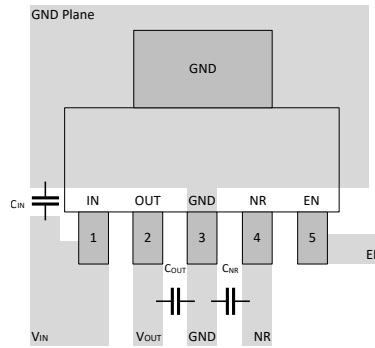 GND Plane
GND
IN OUT GND NR EN
CIN
1 2 3 4 5
COUT CNR
VIN VOUT GND NR